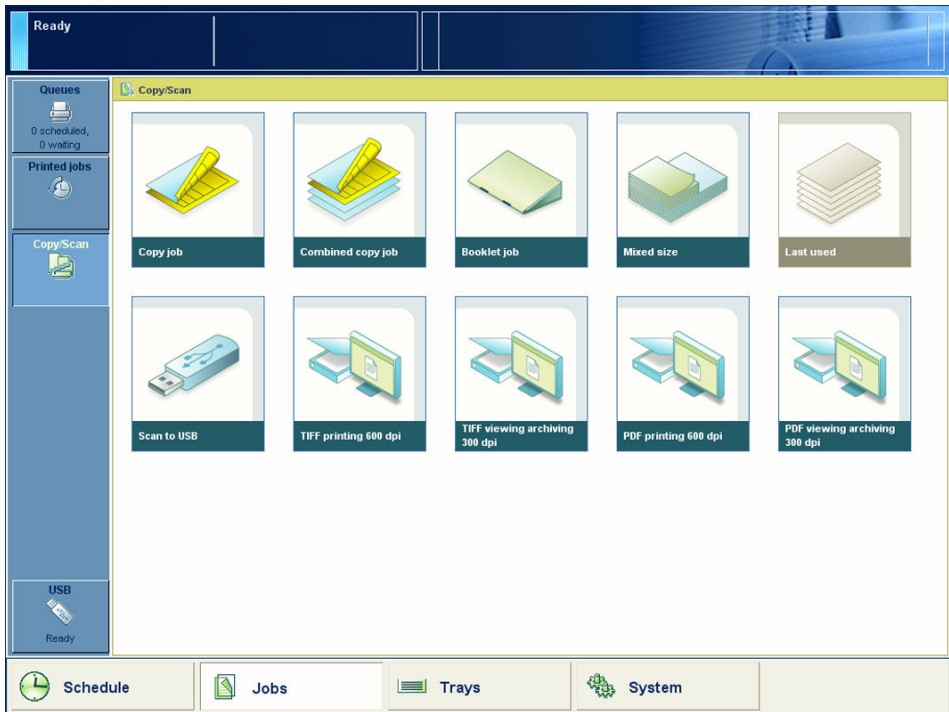 Ready
Queues
0 scheduled,
0 waiting
Printed jobs
Copy/Scan
USB
Ready
Copy/Scan
Copy job
Combined copy job
Booklet job
Mixed size
Last used
Scan to USB
TIFF printing 600 dpi
TIFF viewing archiving
300 dpi
PDF printing 600 dpi
PDF viewing archiving
300 dpi
Schedule
Jobs
Trays
System